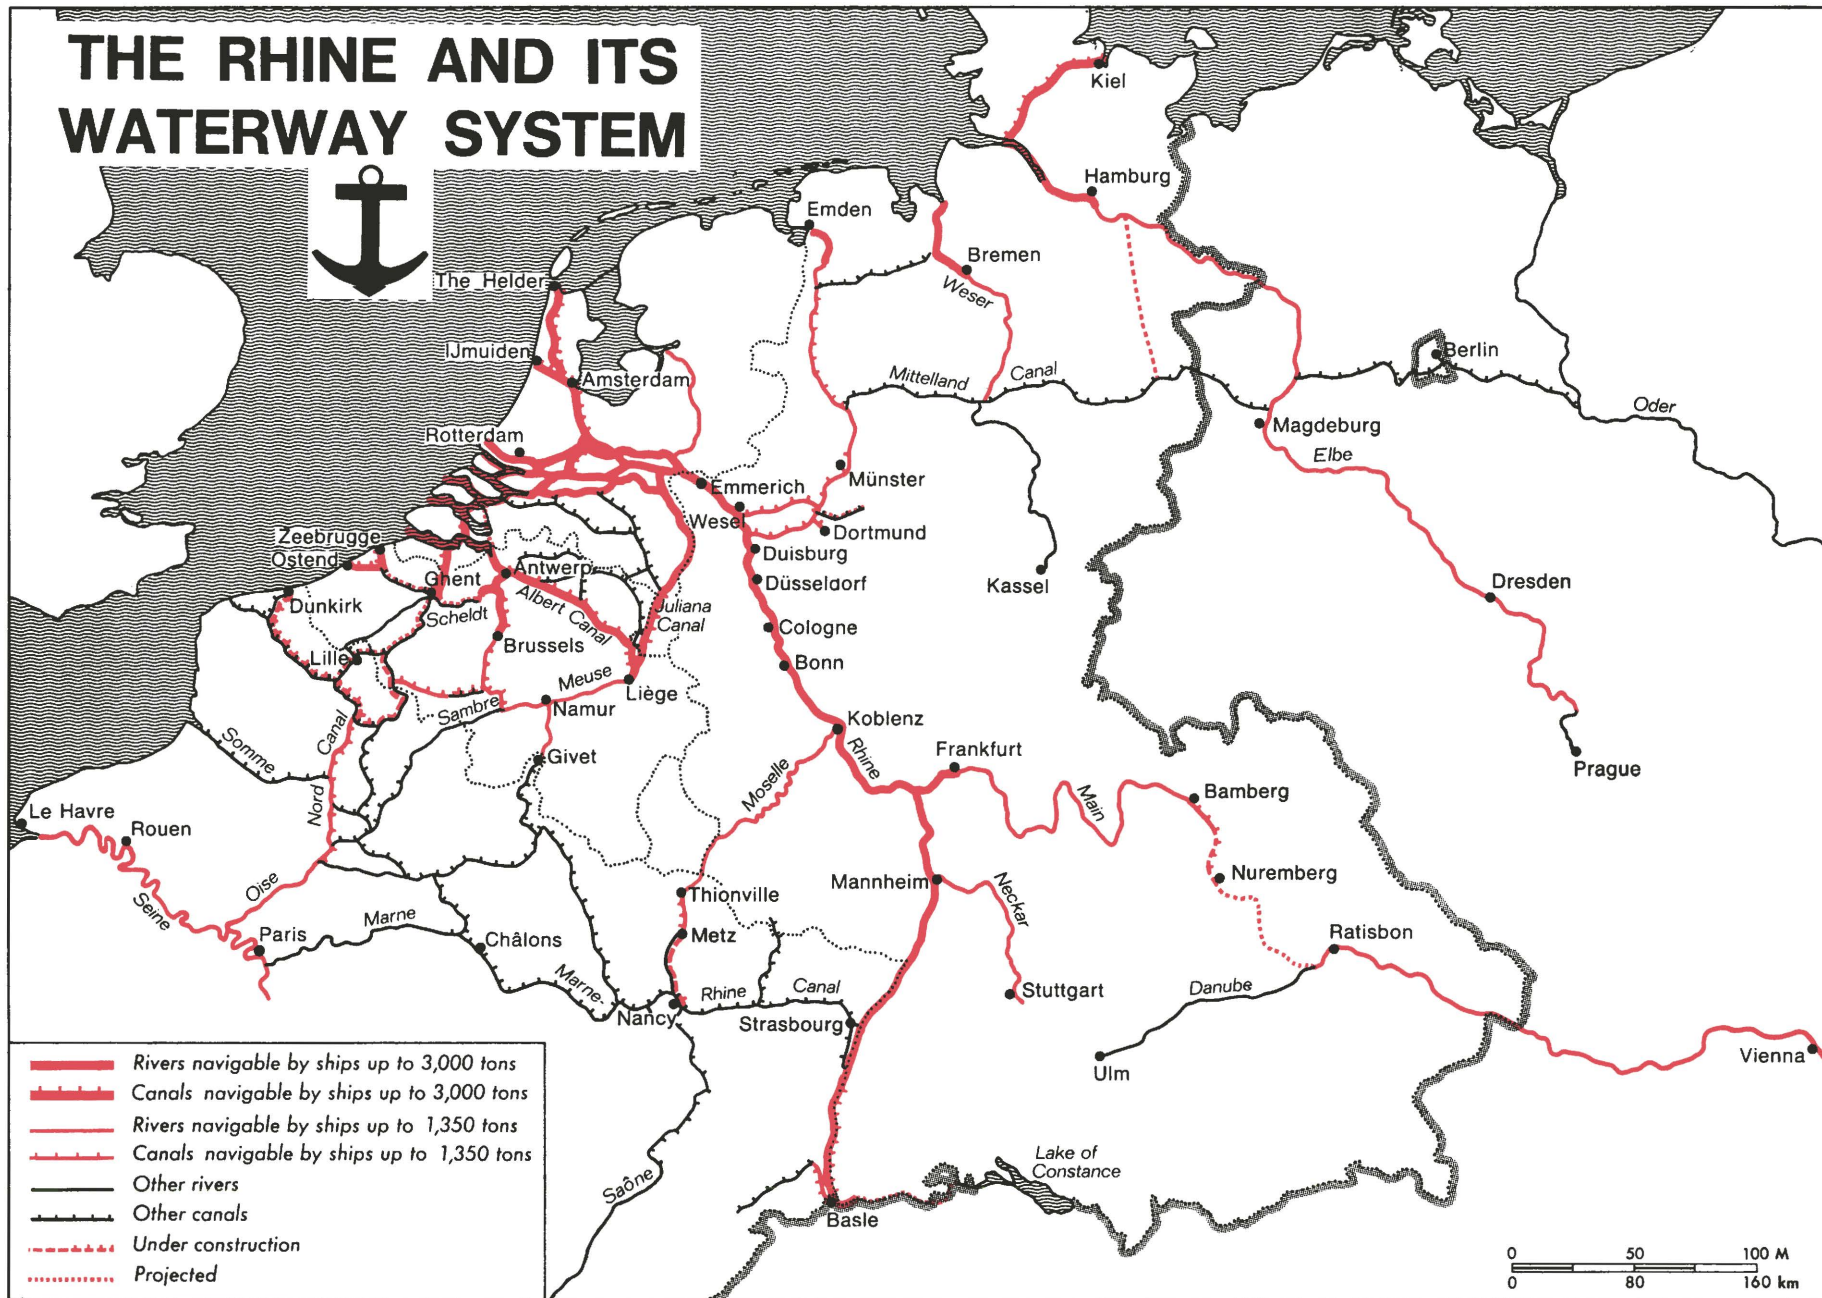 THE RHINE AND ITS
WATERWAY SYSTEM
Kiel
Hamburg
Emden
Bremen
Weser
The Helder
IJmuiden
Amsterdam
Mittelland
Canal
Berlin
Oder
Magdeburg
Elbe
Rotterdam
Münster
Emmerich
Wesel
Dortmund
Zeebrugge
Ostend
Duisburg
Antwerp
Ghent
Düsseldorf
Kassel
Dresden
Dunkirk
Scheldt
Albert Canal
Juliana
Canal
Cologne
Brussels
Lille
Bonn
Meuse
Liège
Sambre
Namur
Koblenz
Canal
Somme
Givet
Rhine
Frankfurt
Prague
Moselle
Nord
Main
Bamberg
Le Havre
Rouen
Nuremberg
Oise
Mannheim
Neckar
Thionville
Seine
Marne
Paris
Châlons
Metz
Ratisbon
Marne-
Rhine
Canal
Stuttgart
Danube
Nancy
Strasbourg
Vienna
Ulm
Rivers navigable by ships up to 3,000 tons
Canals navigable by ships up to 3,000 tons
Rivers navigable by ships up to 1,350 tons
Canals navigable by ships up to 1,350 tons
Other rivers
Other canals
Under construction
Projected
Saône
Lake of
Constance
Basle
0 50 100 M
0 80 160 km